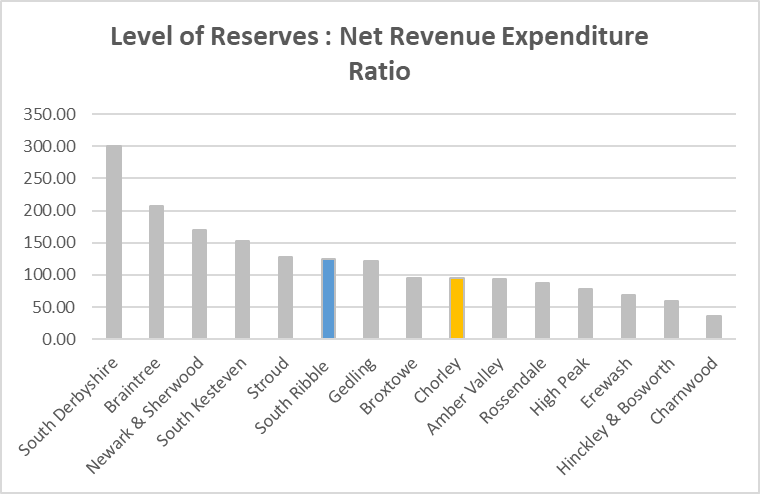 Level of Reserves : Net Revenue Expenditure
Ratio
350.00
300.00
250.00
200.00
150.00
100.00
50.00
0.00
South Derbyshire
Braintree
Newark & Sherwood
South Kesteven
Stroud
South Ribble
Gedling
Broxtowe
Chorley
Amber Valley
Rossendale
High Peak
Erewash
Hinckley & Bosworth
Charnwood